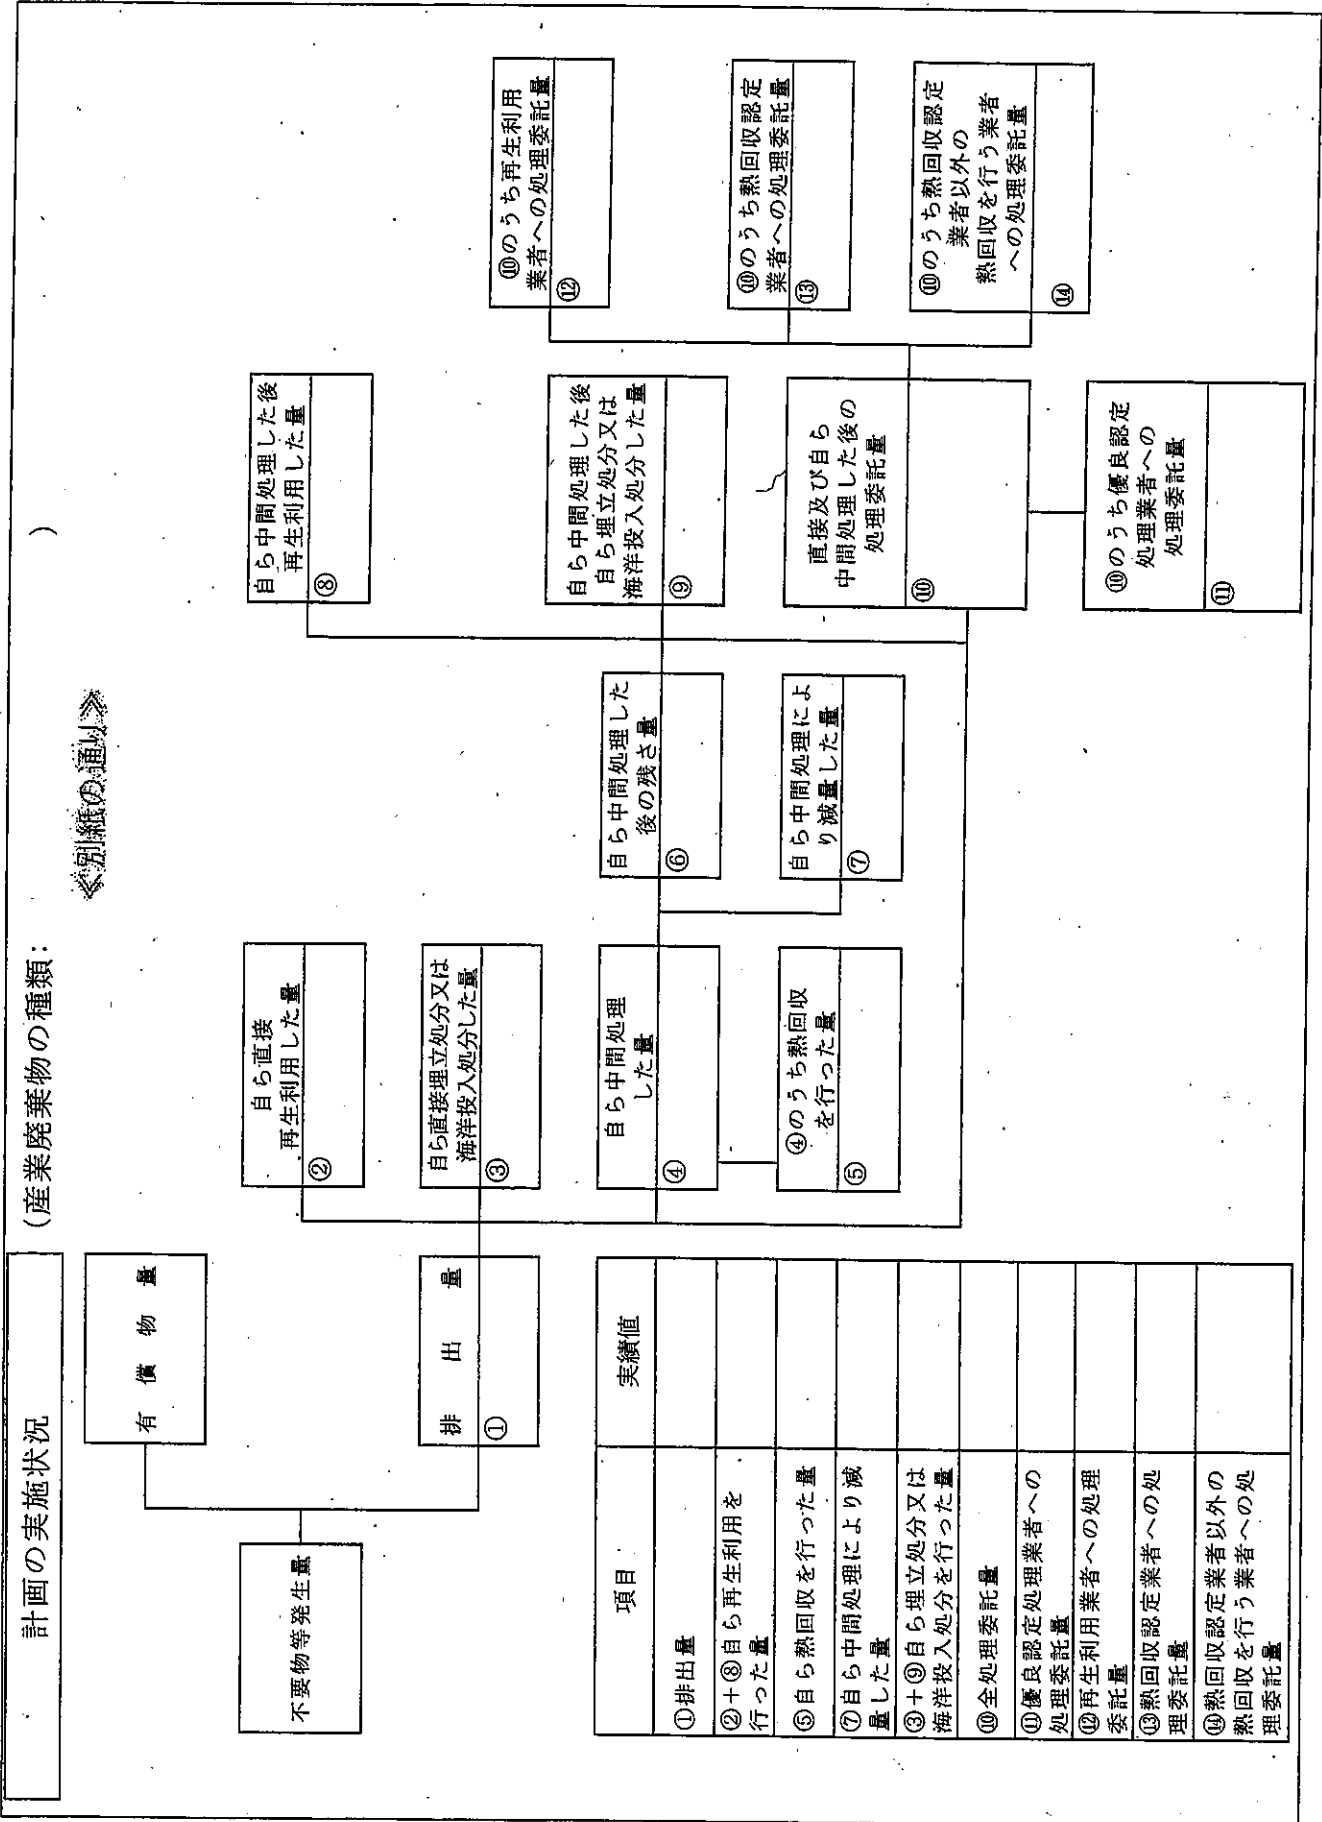 計画の実施状況
(産業廃棄物の種類:
)
≪別紙の通り≫
不要物等発生量
有償物量
排出量
①
自ら直接
再生利用した量
②
自ら直接埋立処分又は
海洋投入処分した量
③
自ら中間処理
した量
④
④のうち熱回収
を行った量
⑤
自ら中間処理した
後の残さ量
⑥
自ら中間処理によ
り減量した量
⑦
自ら中間処理した後
再生利用した量
⑧
自ら中間処理した後
自ら埋立処分又は
海洋投入処分した量
⑨
直接及び自ら
中間処理した後の
処理委託量
⑩
⑩のうち優良認定
処理業者への
処理委託量
⑪
⑩のうち再生利用
業者への処理委託量
⑫
⑩のうち熱回収認定
業者への処理委託量
⑬
⑩のうち熱回収認定
業者以外の
熱回収を行う業者
への処理委託量
⑭
項目
実績値
①排出量
②+⑧自ら再生利用を
行った量
⑤自ら熱回収を行った量
⑦自ら中間処理により減
量した量
③+⑨自ら埋立処分又は
海洋投入処分を行った量
⑩全処理委託量
⑪優良認定処理業者への
処理委託量
⑫再生利用業者への処理
委託量
⑬熱回収認定業者への処
理委託量
⑭熱回収認定業者以外の
熱回収を行う業者への処
理委託量